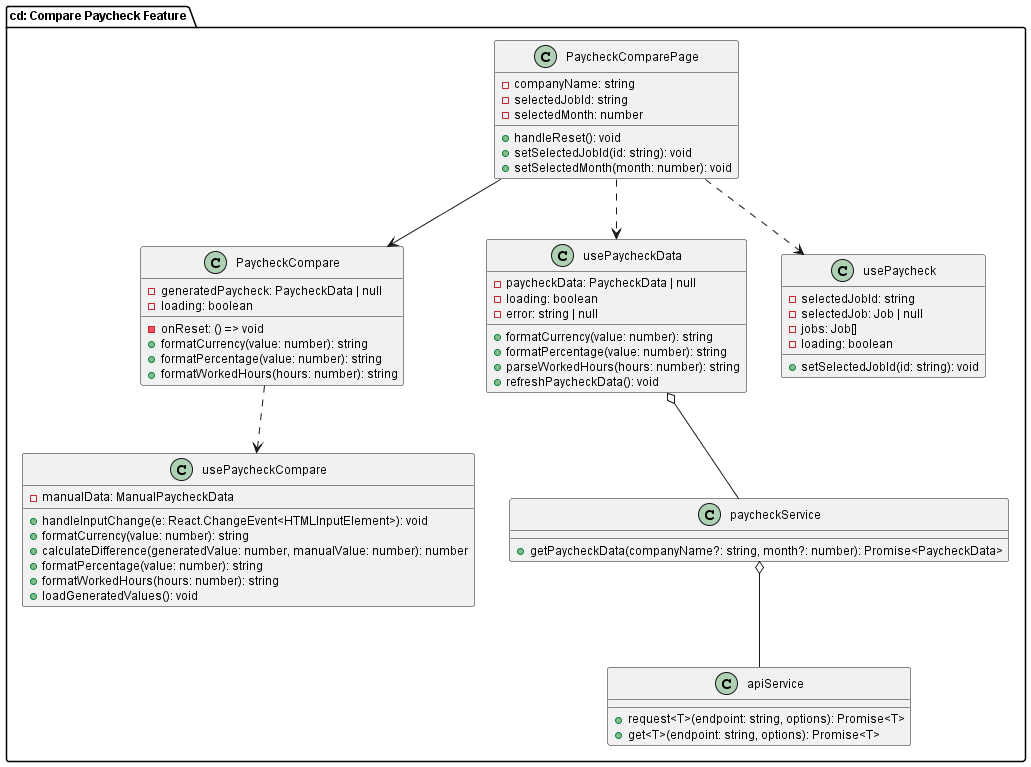 cd: Compare Paycheck Feature
C PaycheckComparePage
companyName: string
selectedJobId: string
selectedMonth: number
handleReset(): void
setSelectedJobId(id: string): void
setSelectedMonth(month: number): void
C PaycheckCompare
generatedPaycheck: PaycheckData | null
loading: boolean
onReset: () => void
formatCurrency(value: number): string
formatPercentage(value: number): string
formatWorkedHours(hours: number): string
C usePaycheckData
paycheckData: PaycheckData | null
loading: boolean
error: string | null
formatCurrency(value: number): string
formatPercentage(value: number): string
parseWorkedHours(hours: number): string
refreshPaycheckData(): void
C usePaycheck
selectedJobId: string
selectedJob: Job | null
jobs: Job[]
loading: boolean
setSelectedJobId(id: string): void
C usePaycheckCompare
manualData: ManualPaycheckData
handleInputChange(e: React.ChangeEvent<HTMLInputElement>): void
formatCurrency(value: number): string
calculateDifference(generatedValue: number, manualValue: number): number
formatPercentage(value: number): string
formatWorkedHours(hours: number): string
loadGeneratedValues(): void
C paycheckService
getPaycheckData(companyName?: string, month?: number): Promise<PaycheckData>
C apiService
request<T>(endpoint: string, options): Promise<T>
get<T>(endpoint: string, options): Promise<T>